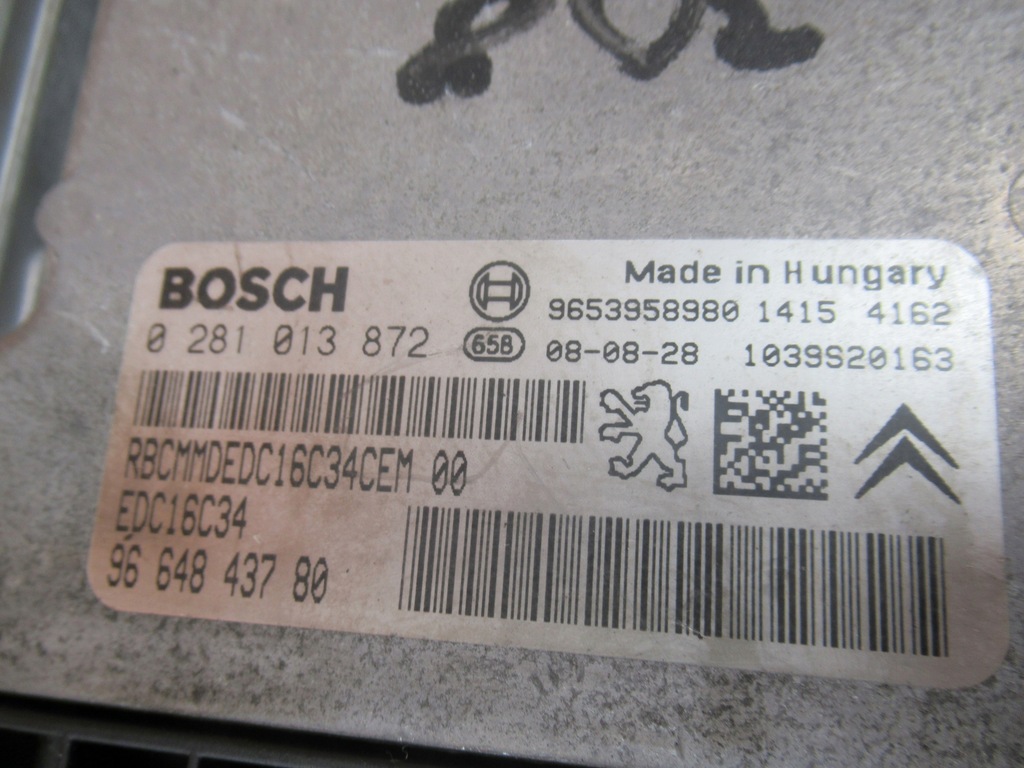 BOSCH
Made in Hungary
9653958980 1415 4162
0 281 013 872
658
08-08-28 1039S20163
RBCMMDEDC16C34CEM 00
EDC16C34
96 648 437 80